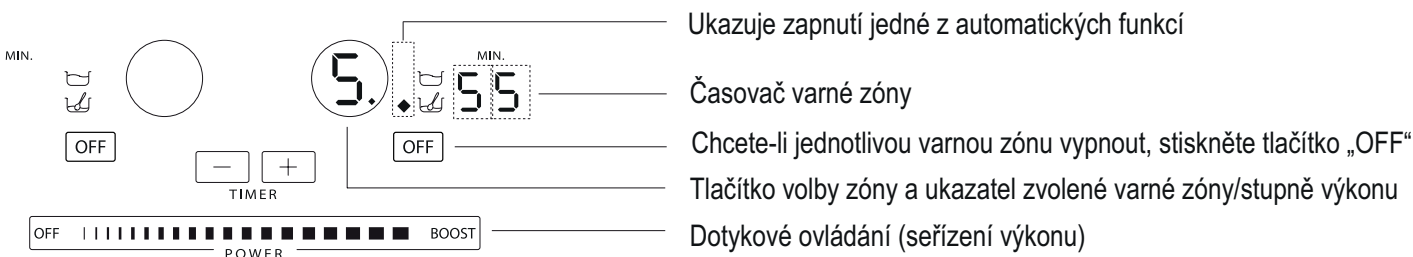 Ukazuje zapnutí jedné z automatických funkcí
MIN.
MIN.
5.
55
Časovač varné zóny
OFF
OFF
Chcete-li jednotlivou varnou zónu vypnout, stiskněte tlačítko „OFF“
− +
TIMER
Tlačítko volby zóny a ukazatel zvolené varné zóny/stupně výkonu
OFF BOOST
POWER
Dotykové ovládání (seřízení výkonu)